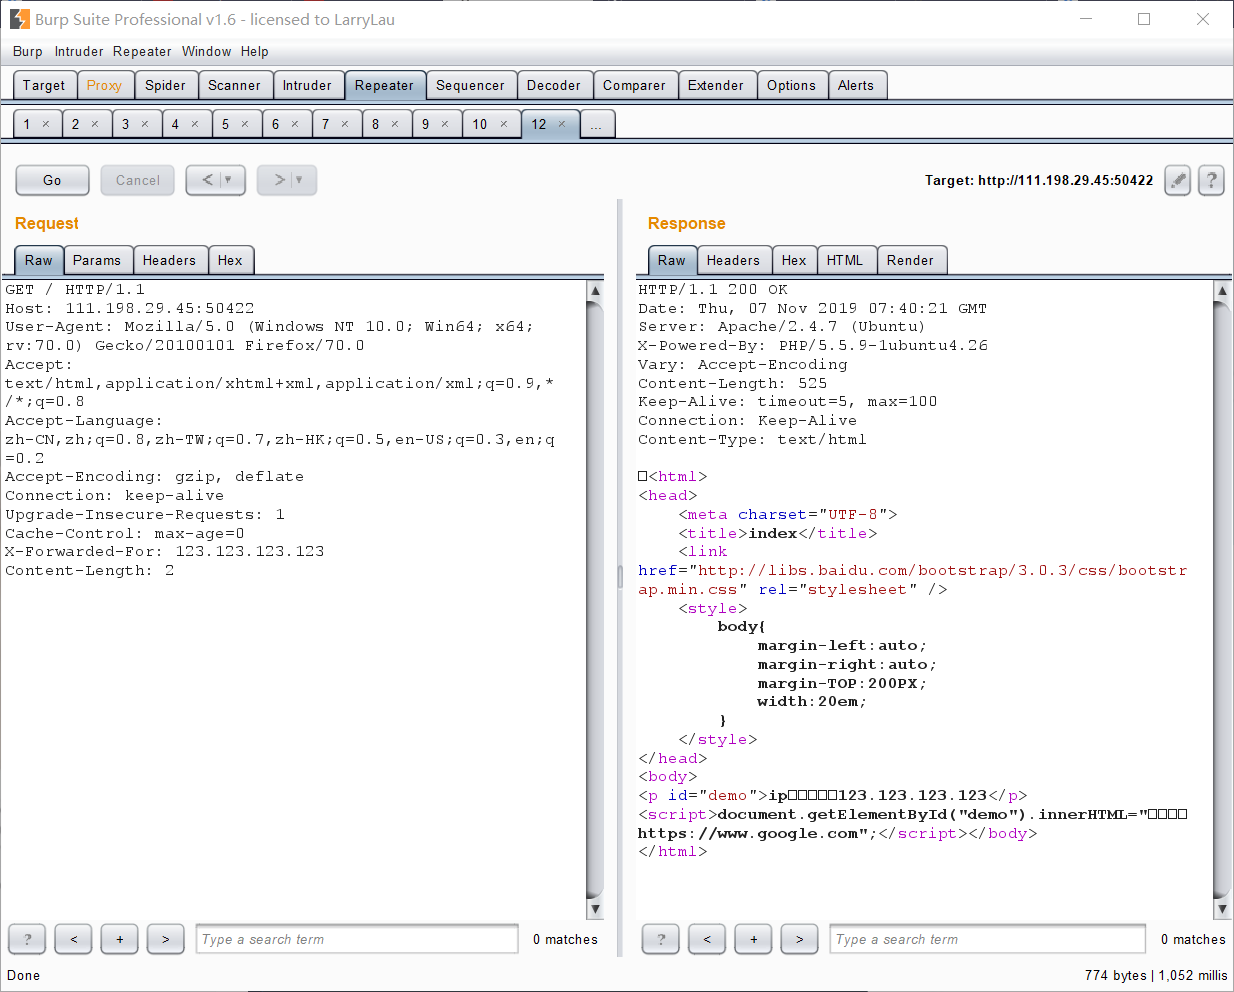 Burp Suite Professional v1.6 - licensed to LarryLau
Burp Intruder Repeater Window Help
Target Proxy Spider Scanner Intruder Repeater Sequencer Decoder Comparer Extender Options Alerts
1 × 2 × 3 × 4 × 5 × 6 × 7 × 8 × 9 × 10 × 12 × ...
Go Cancel < >
Target: http://111.198.29.45:50422 ?
Request
Raw Params Headers Hex
GET / HTTP/1.1
Host: 111.198.29.45:50422
User-Agent: Mozilla/5.0 (Windows NT 10.0; Win64; x64;
rv:70.0) Gecko/20100101 Firefox/70.0
Accept:
text/html,application/xhtml+xml,application/xml;q=0.9,*
/*;q=0.8
Accept-Language:
zh-CN,zh;q=0.8,zh-TW;q=0.7,zh-HK;q=0.5,en-US;q=0.3,en;q
=0.2
Accept-Encoding: gzip, deflate
Connection: keep-alive
Upgrade-Insecure-Requests: 1
Cache-Control: max-age=0
X-Forwarded-For: 123.123.123.123
Content-Length: 2
? < + > Type a search term 0 matches
Response
Raw Headers Hex HTML Render
HTTP/1.1 200 OK
Date: Thu, 07 Nov 2019 07:40:21 GMT
Server: Apache/2.4.7 (Ubuntu)
X-Powered-By: PHP/5.5.9-1ubuntu4.26
Vary: Accept-Encoding
Content-Length: 525
Keep-Alive: timeout=5, max=100
Connection: Keep-Alive
Content-Type: text/html
□<html>
<head>
<meta charset="UTF-8">
<title>index</title>
<link
href="http://libs.baidu.com/bootstrap/3.0.3/css/bootstr
ap.min.css" rel="stylesheet" />
<style>
body{
margin-left:auto;
margin-right:auto;
margin-TOP:200PX;
width:20em;
}
</style>
</head>
<body>
<p id="demo">ip□□□□□123.123.123.123</p>
<script>document.getElementById("demo").innerHTML="□□□□
https://www.google.com";</script></body>
</html>
? < + > Type a search term 0 matches
Done
774 bytes | 1,052 millis